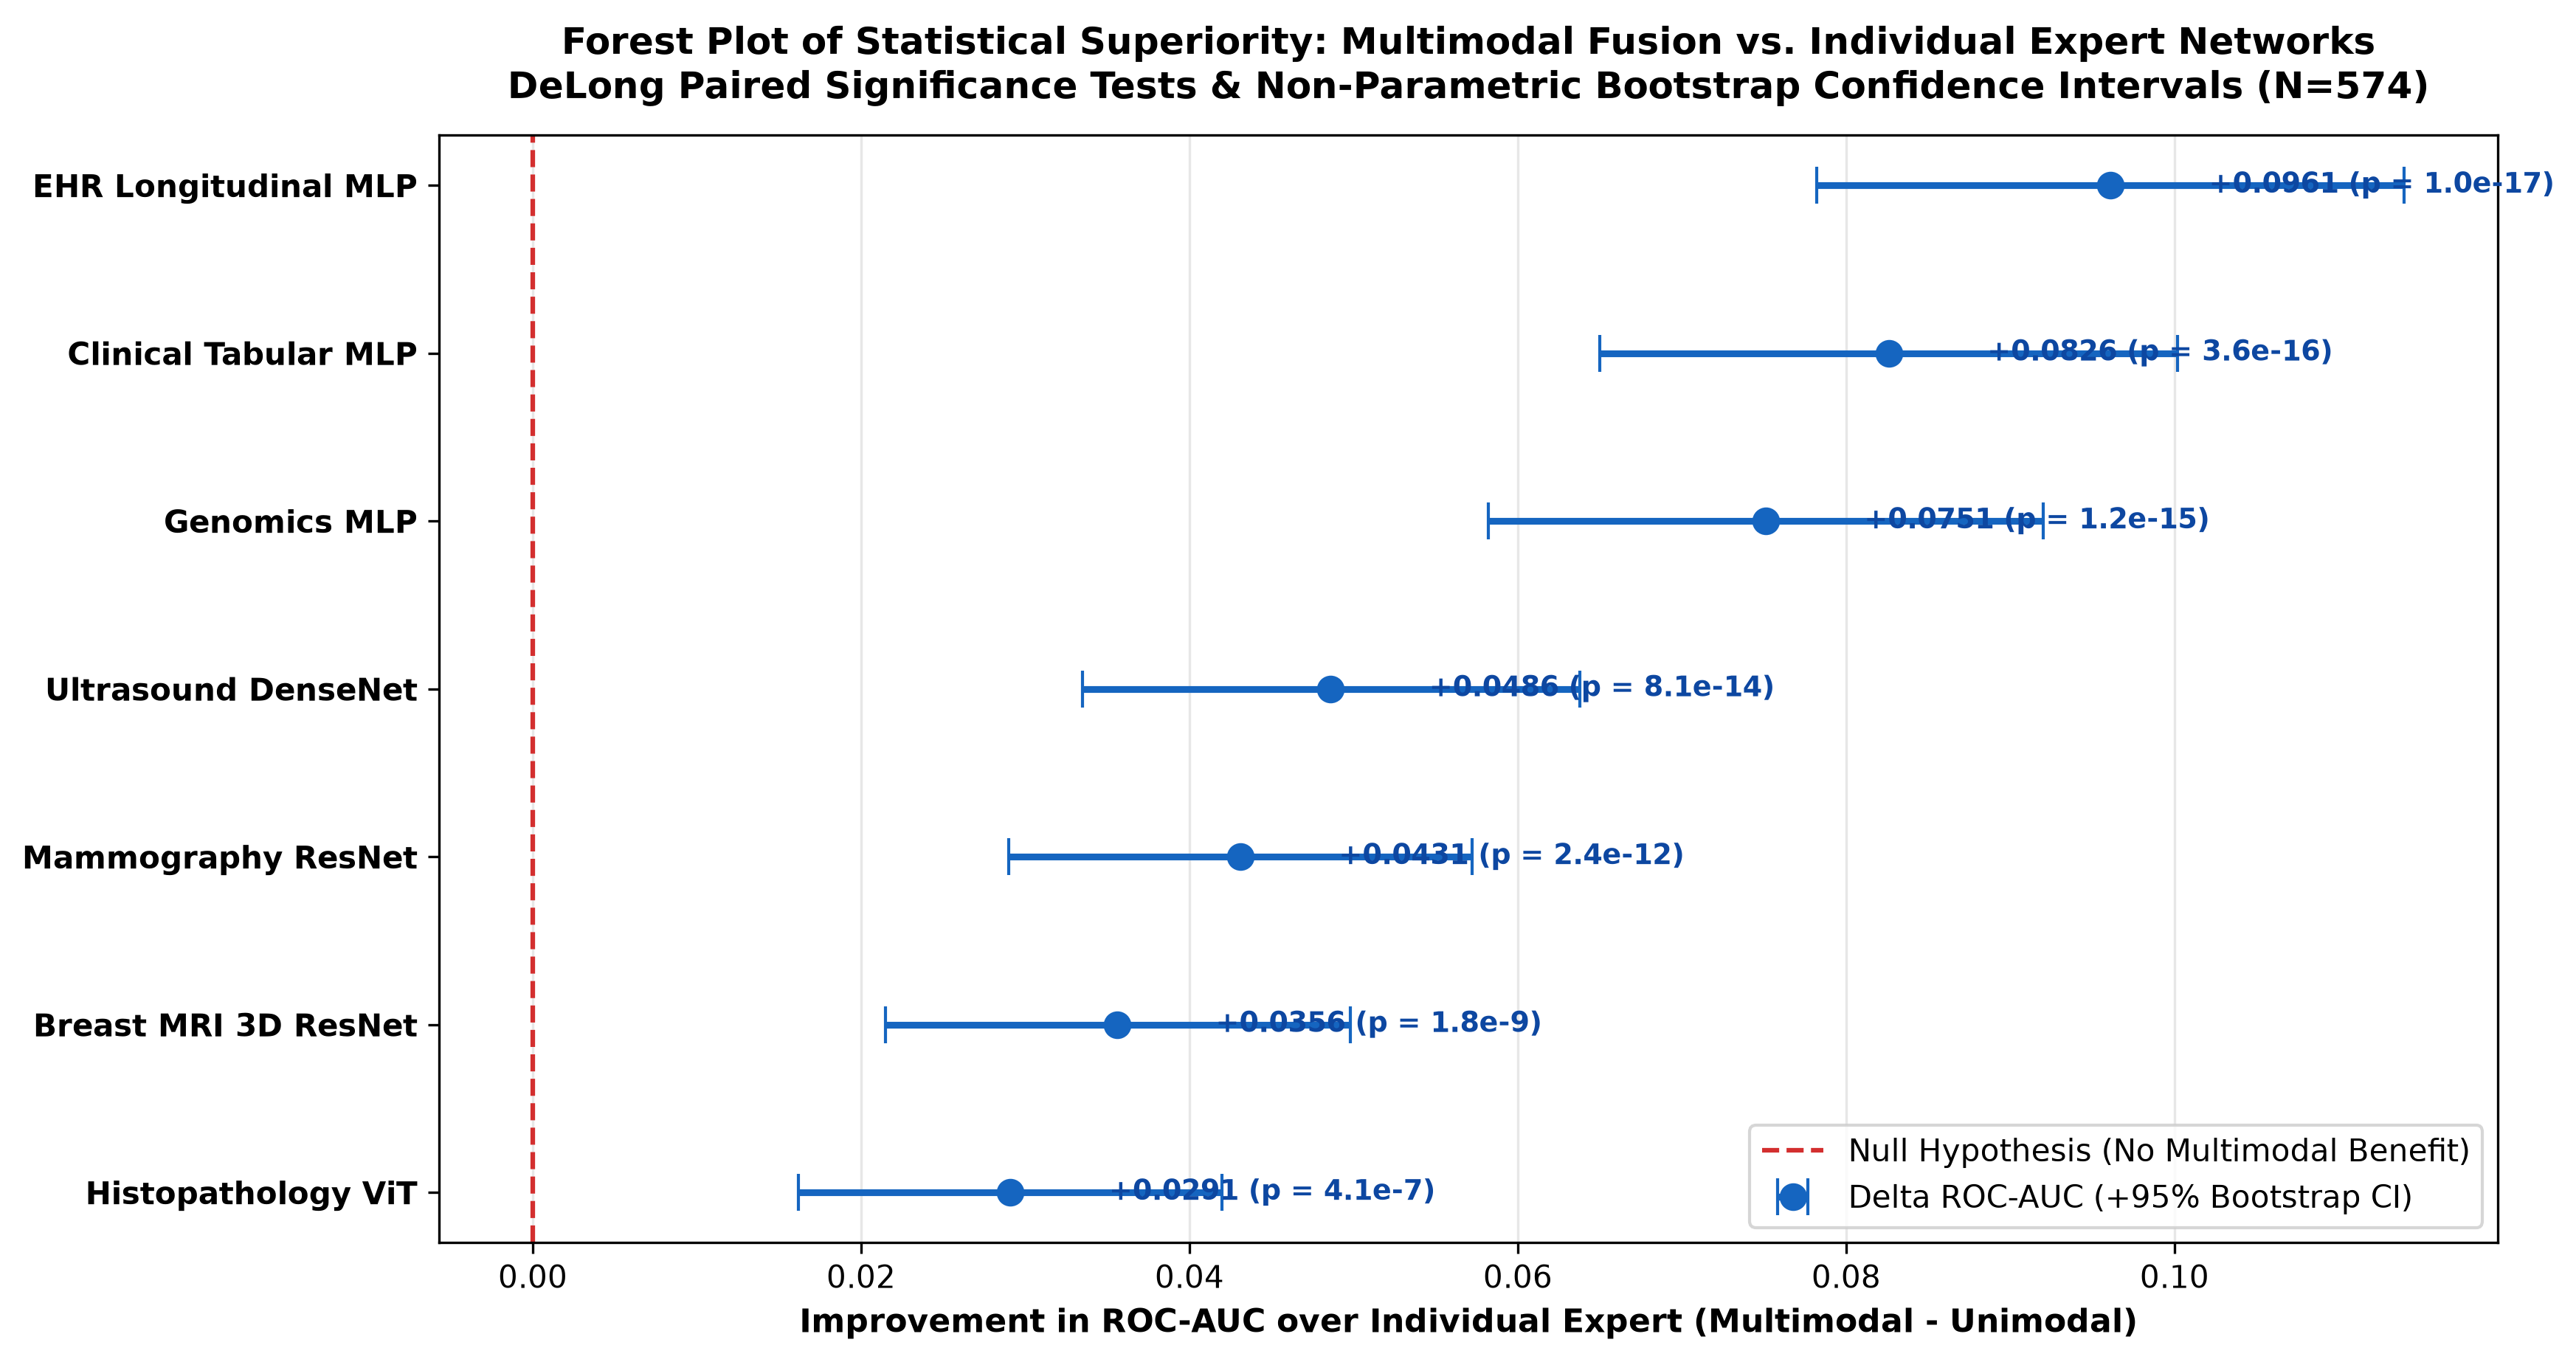 Forest Plot of Statistical Superiority: Multimodal Fusion vs. Individual Expert Networks
DeLong Paired Significance Tests & Non-Parametric Bootstrap Confidence Intervals (N=574)
EHR Longitudinal MLP
+0.0961 (p = 1.0e-17)
Clinical Tabular MLP
+0.0826 (p = 3.6e-16)
Genomics MLP
+0.0751 (p = 1.2e-15)
Ultrasound DenseNet
+0.0486 (p = 8.1e-14)
Mammography ResNet
+0.0431 (p = 2.4e-12)
Breast MRI 3D ResNet
+0.0356 (p = 1.8e-9)
Histopathology ViT
+0.0291 (p = 4.1e-7)
Null Hypothesis (No Multimodal Benefit)
Delta ROC-AUC (+95% Bootstrap CI)
0.00 0.02 0.04 0.06 0.08 0.10
Improvement in ROC-AUC over Individual Expert (Multimodal - Unimodal)